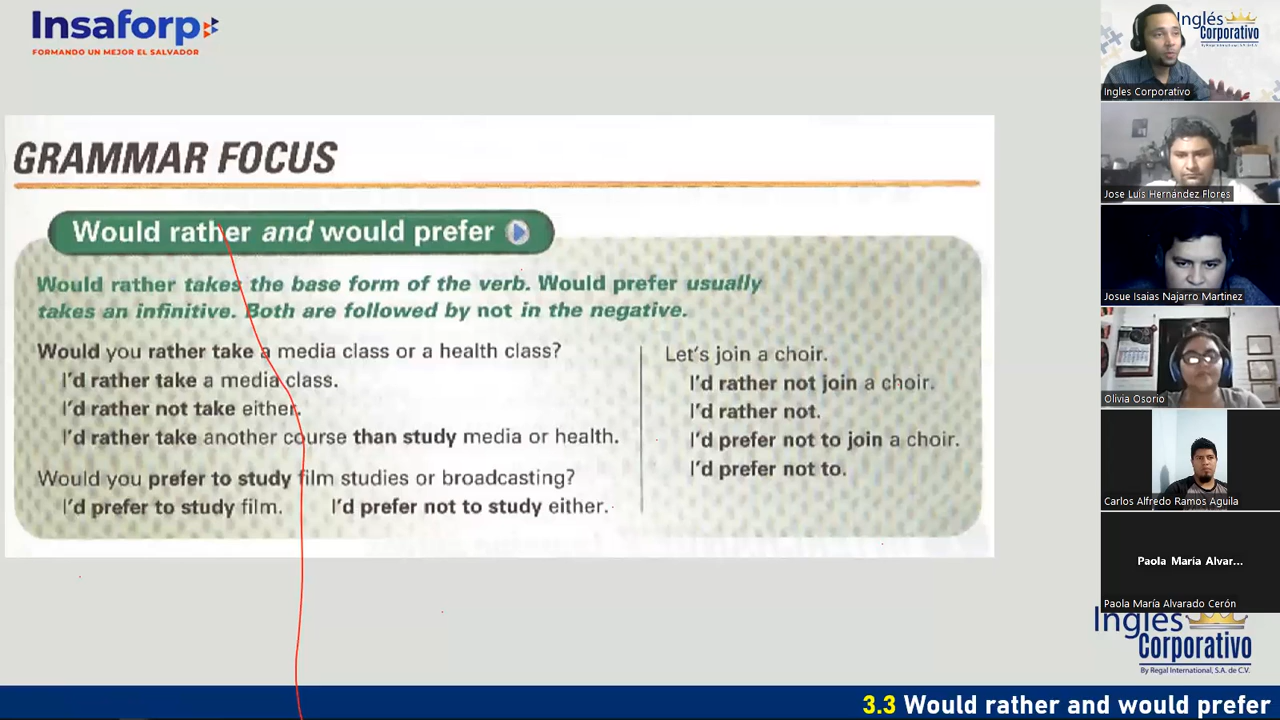 Insaforp
FORMANDO UN MEJOR EL SALVADOR
GRAMMAR FOCUS
Would rather and would prefer
Would rather takes the base form of the verb. Would prefer usually
takes an infinitive. Both are followed by not in the negative.
Would you rather take a media class or a health class?
I'd rather take a media class.
I'd rather not take either.
I'd rather take another course than study media or health.
Would you prefer to study film studies or broadcasting?
I'd prefer to study film. I'd prefer not to study either.
Let's join a choir.
I'd rather not join a choir.
I'd rather not.
I'd prefer not to join a choir.
I'd prefer not to.
Inglés
Corporativo
By Regal International, S.A. de C.V.
Ingles Corporativo
Jose Luis Hernández Flores
Josue Isaias Najarro Martinez
Olivia Osorio
Carlos Alfredo Ramos Aguila
Paola María Alvar...
Paola María Alvarado Cerón
Inglés
Corporativo
By Regal International, S.A. de C.V.
3.3 Would rather and would prefer